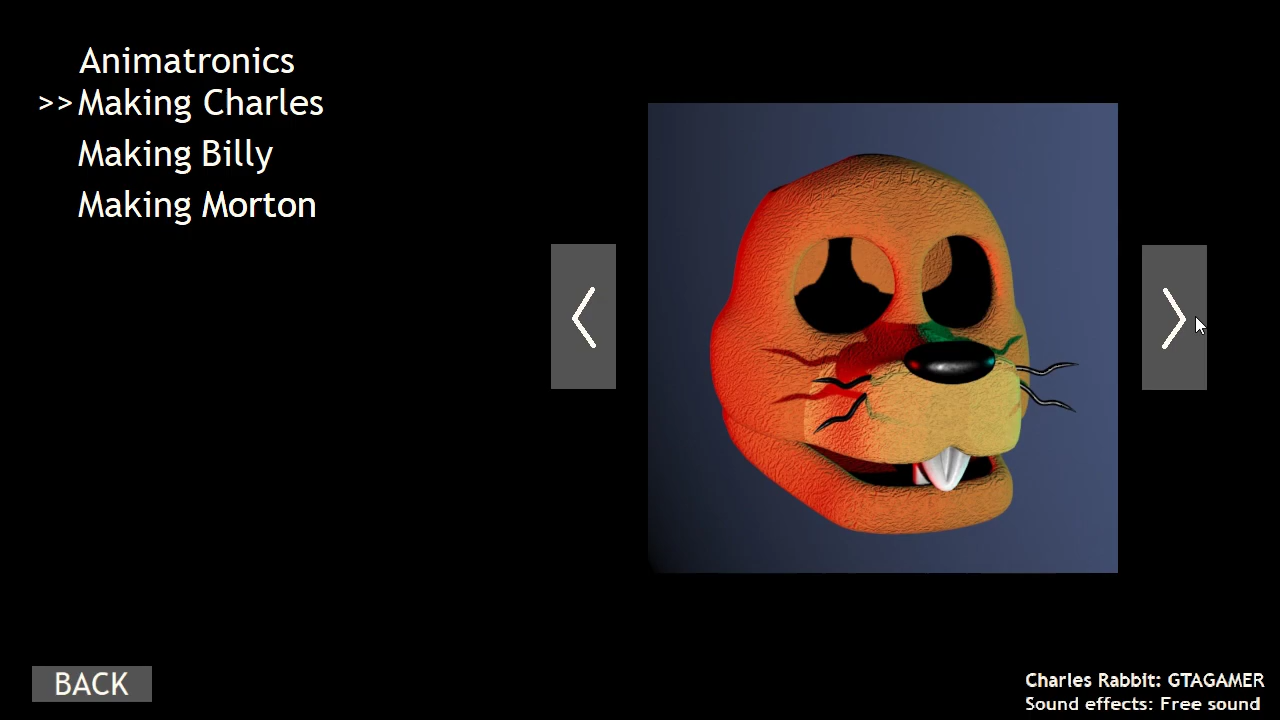 Animatronics
>>Making Charles
Making Billy
Making Morton
BACK
Charles Rabbit: GTAGAMER
Sound effects: Free sound